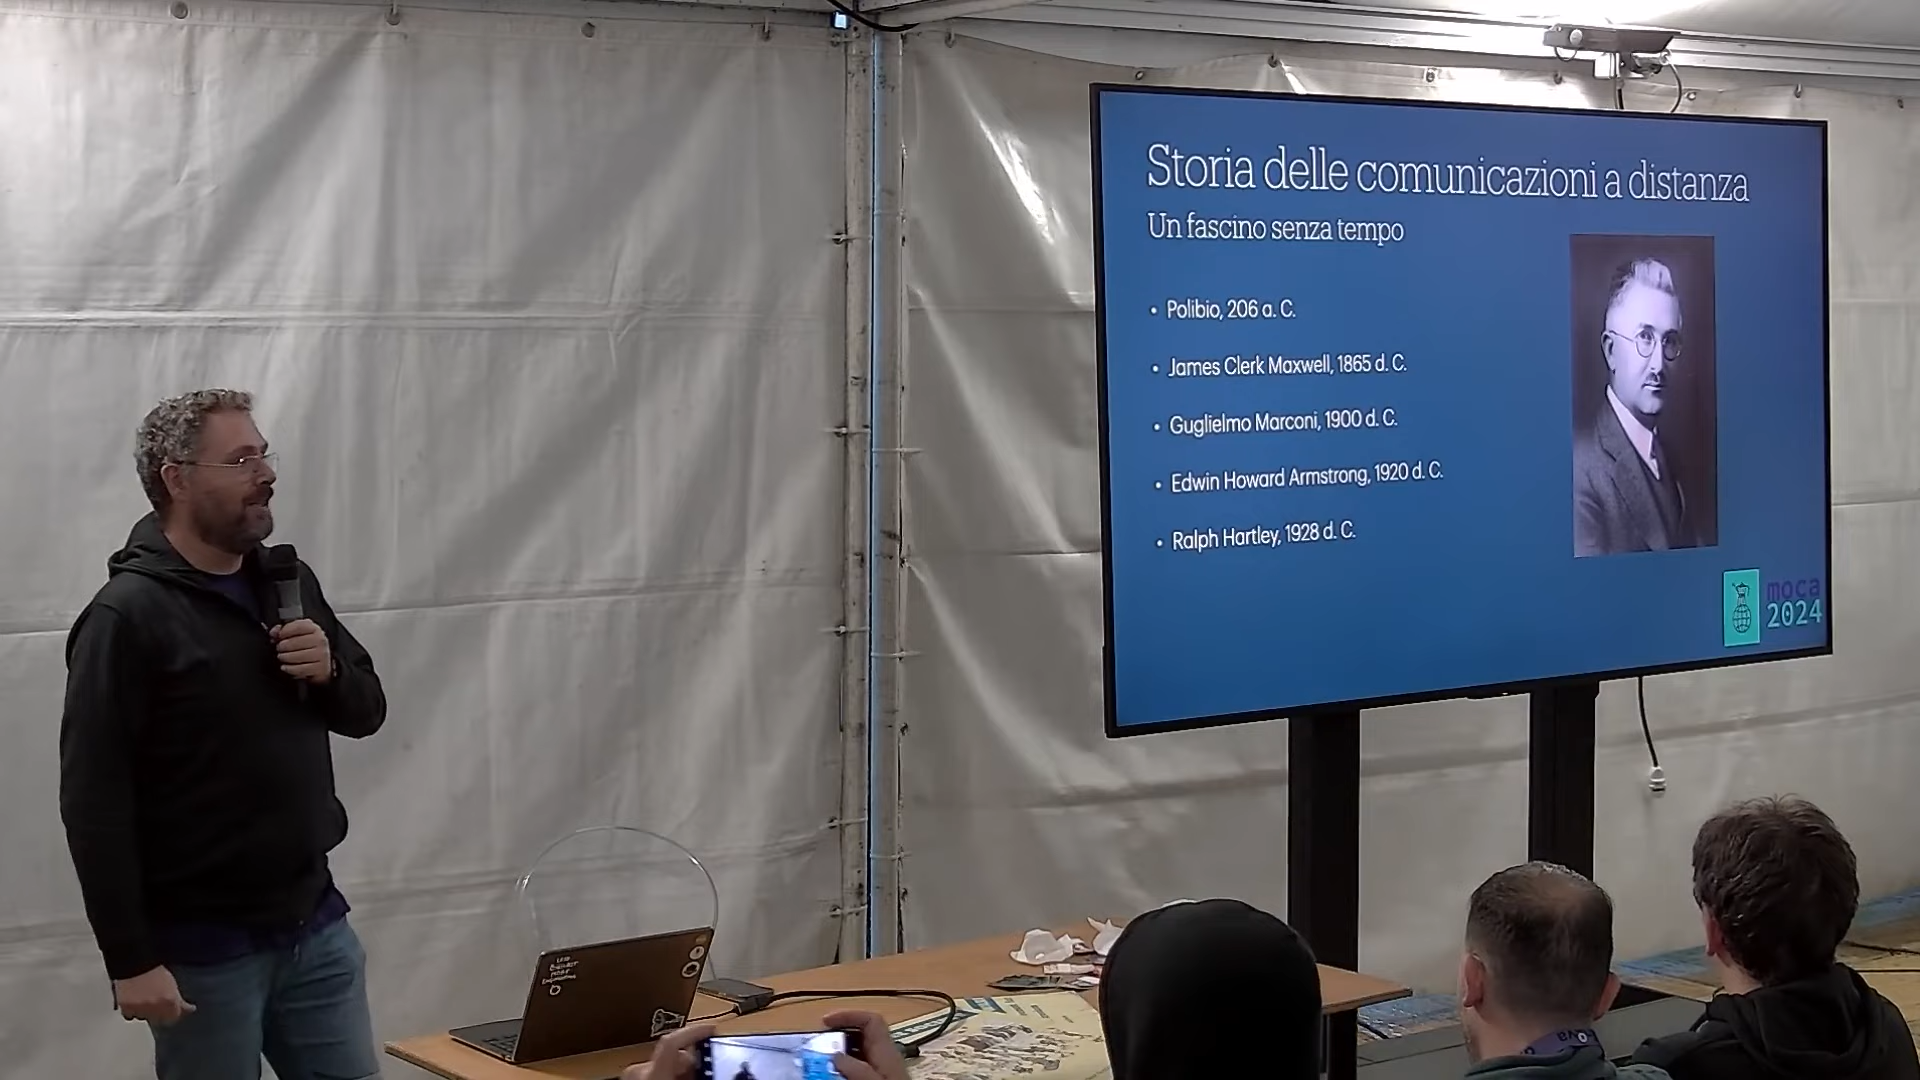 Storia delle comunicazioni a distanza
Un fascino senza tempo
• Polibio, 206 a. C.
• James Clerk Maxwell, 1865 d. C.
• Guglielmo Marconi, 1900 d. C.
• Edwin Howard Armstrong, 1920 d. C.
• Ralph Hartley, 1928 d. C.
moca
2024